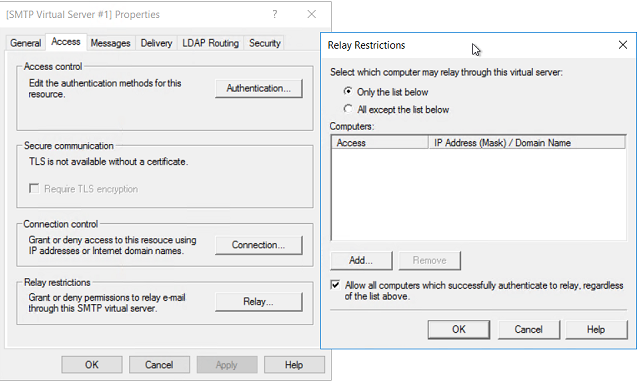 [SMTP Virtual Server #1] Properties
General Access Messages Delivery LDAP Routing Security
Access control
Edit the authentication methods for this
resource.
Authentication...
Secure communication
TLS is not available without a certificate.
Require TLS encryption
Connection control
Grant or deny access to this resouce using
IP addresses or Internet domain names.
Connection...
Relay restrictions
Grant or deny permissions to relay e-mail
through this SMTP virtual server.
Relay...
OK Cancel Apply Help
Relay Restrictions
Select which computer may relay through this virtual server:
Only the list below
All except the list below
Computers:
Access IP Address (Mask) / Domain Name
Add... Remove
Allow all computers which successfully authenticate to relay, regardless
of the list above.
OK Cancel Help